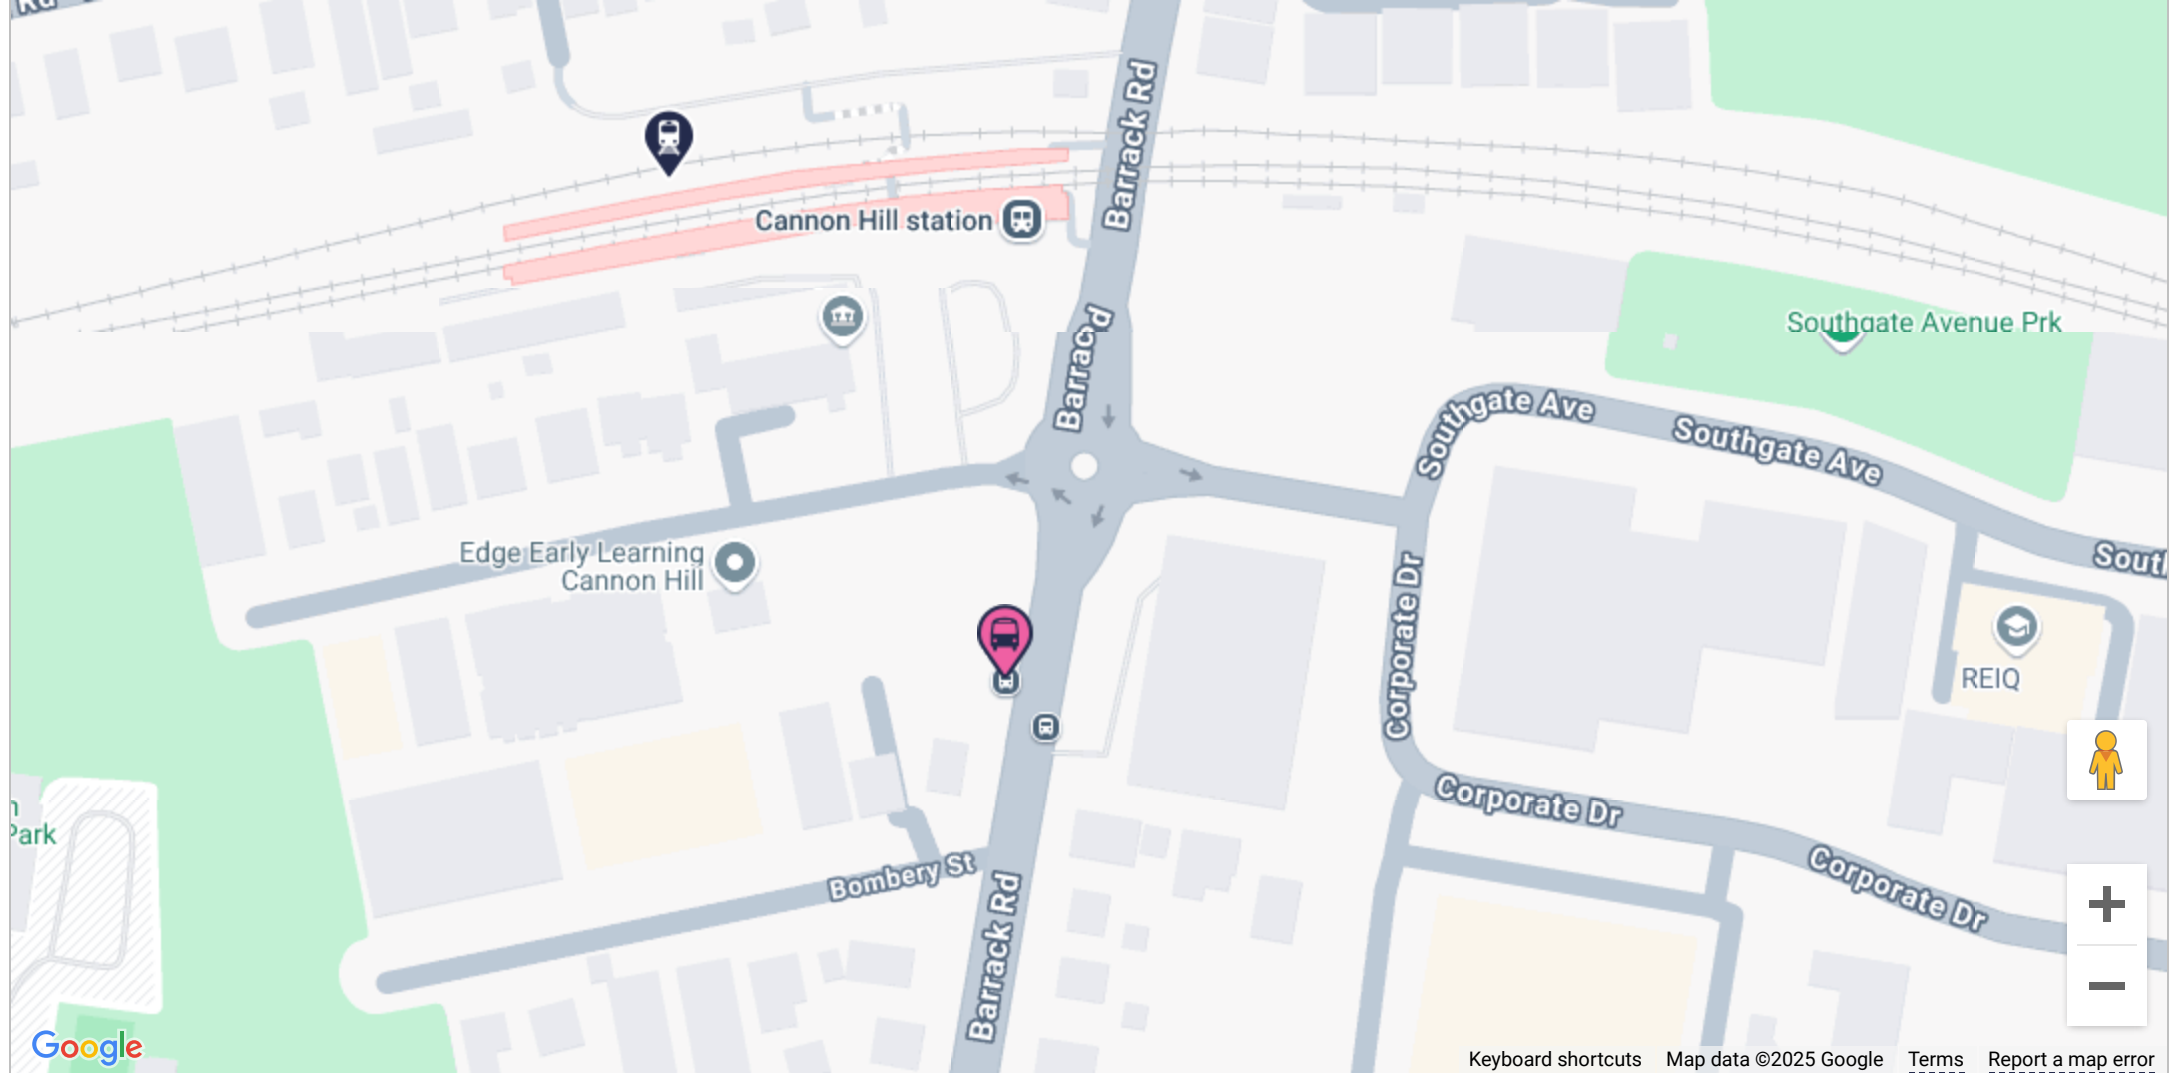 Rd
Barrack Rd
Cannon Hill station
Southgate Avenue Prk
Southgate Ave
Southgate Ave
Edge Early Learning
Cannon Hill
Corporate Dr
REIQ
Park
Corporate Dr
Bombery St
Corporate Dr
Barrack Rd
Google
Keyboard shortcuts Map data ©2025 Google Terms Report a map error